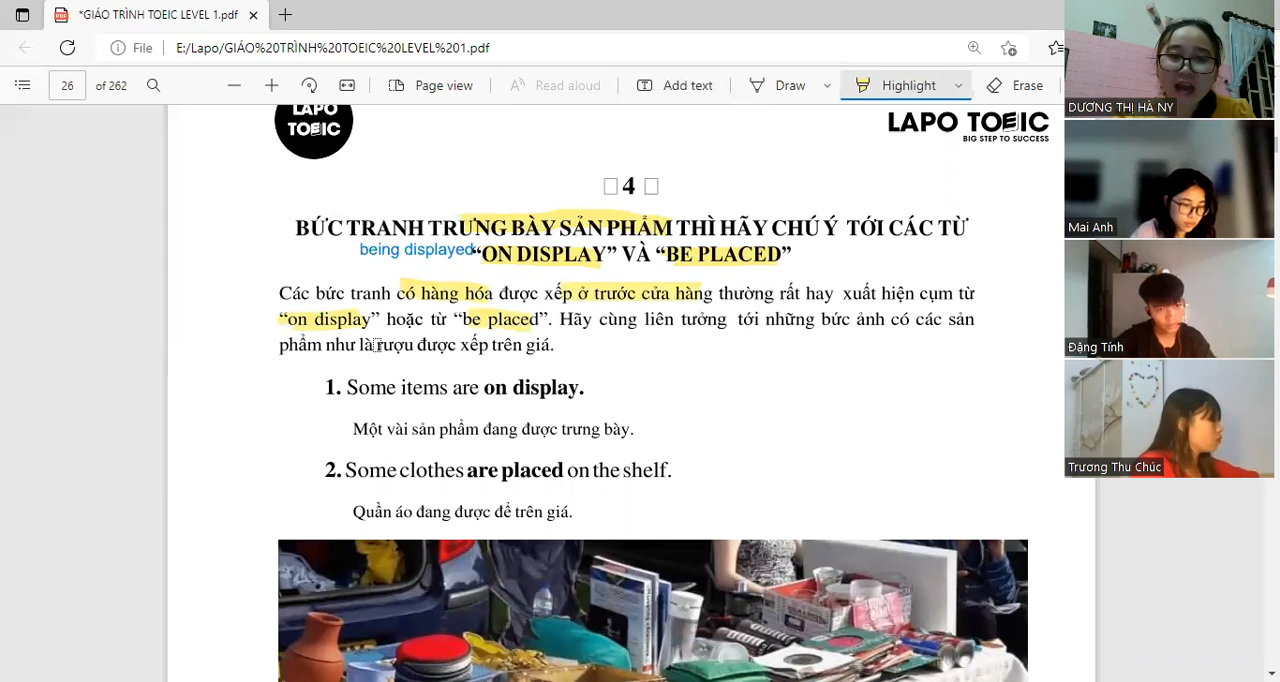 *GIÁO TRÌNH TOEIC LEVEL 1.pdf
File
E:/Lapo/GIÁO%20TRÌNH%20TOEIC%20LEVEL%201.pdf
26 of 262
Page view
Read aloud
Add text
Draw
Highlight
Erase
DƯƠNG THỊ HÀ NY
Mai Anh
Đặng Tính
Trương Thu Chúc
LAPO
TOEIC
LAPO TOEIC
BIG STEP TO SUCCESS
4
BỨC TRANH TRƯNG BÀY SẢN PHẨM THÌ HÃY CHÚ Ý TỚI CÁC TỪ
being displayed
“ON DISPLAY” VÀ “BE PLACED”
Các bức tranh có hàng hóa được xếp ở trước cửa hàng thường rất hay xuất hiện cụm từ
“on display” hoặc từ “be placed”. Hãy cùng liên tưởng tới những bức ảnh có các sản
phẩm như là rượu được xếp trên giá.
1. Some items are on display.
Một vài sản phẩm đang được trưng bày.
2. Some clothes are placed on the shelf.
Quần áo đang được để trên giá.